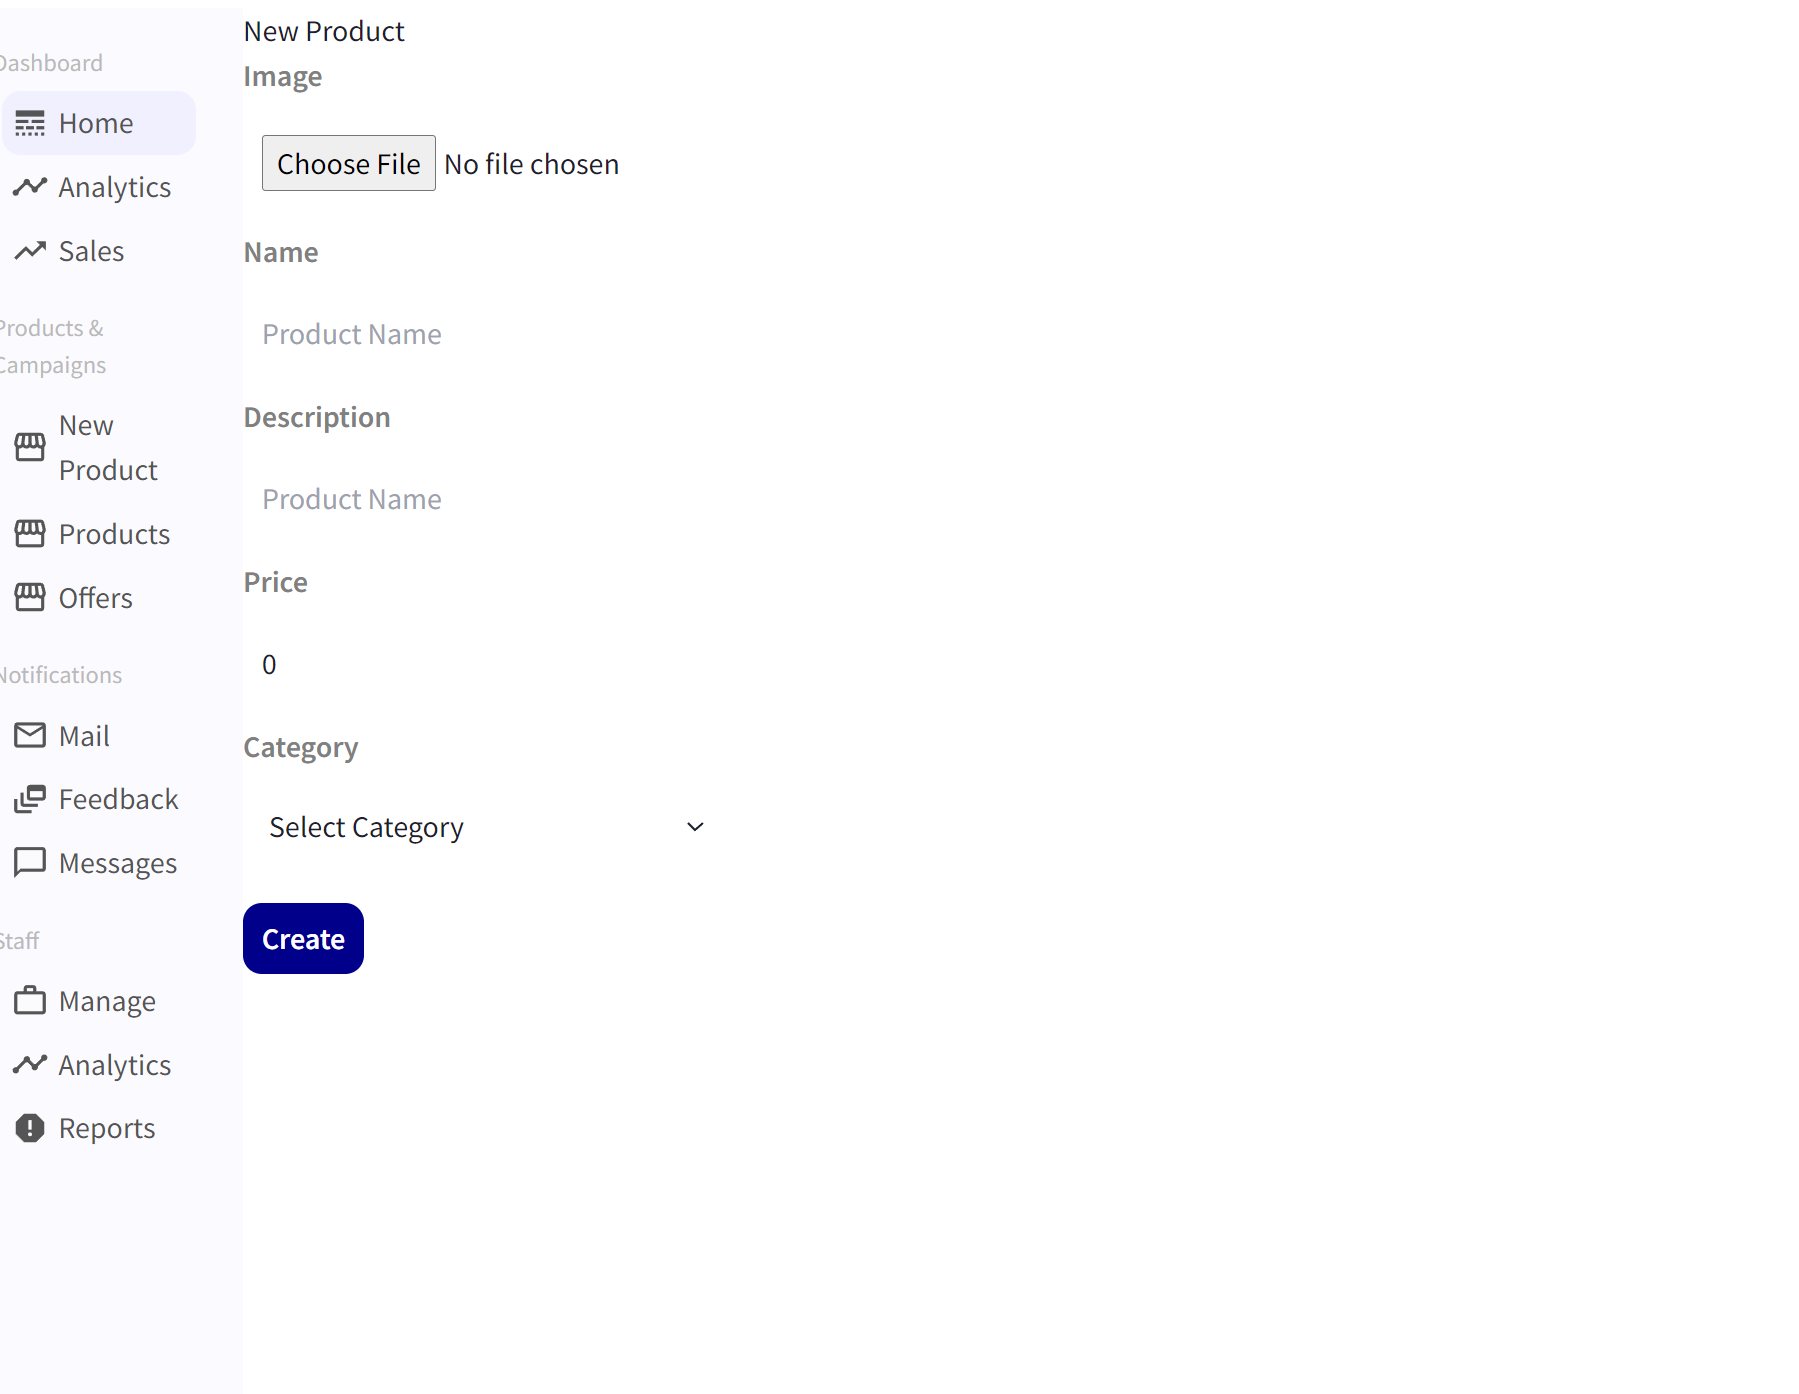 Dashboard
Home
Analytics
Sales
Products &
Campaigns
New
Product
Products
Offers
Notifications
Mail
Feedback
Messages
Staff
Manage
Analytics
Reports
New Product
Image
Choose File No file chosen
Name
Product Name
Description
Product Name
Price
0
Category
Select Category
Create